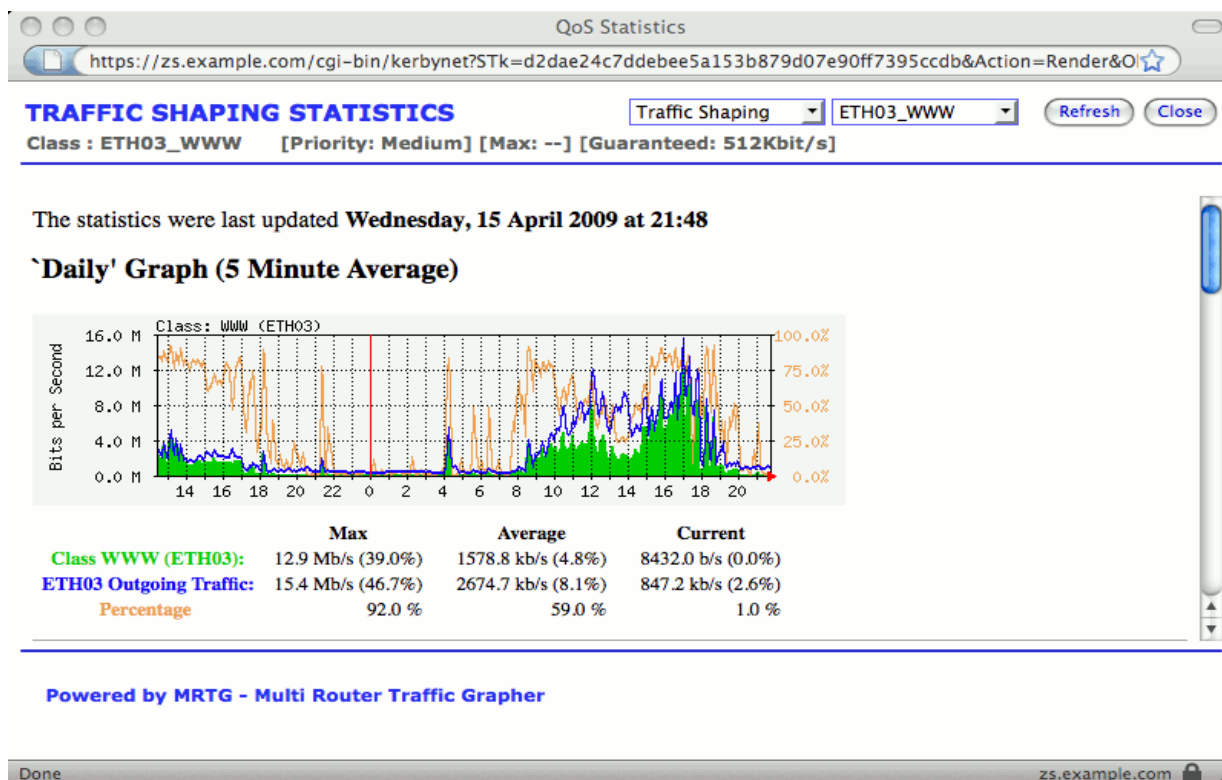 QoS Statistics
https://zs.example.com/cgi-bin/kerbynet?STk=d2dae24c7ddebee5a153b879d07e90ff7395ccdb&Action=Render&O
TRAFFIC SHAPING STATISTICS Traffic Shaping ETH03_WWW Refresh Close
Class : ETH03_WWW [Priority: Medium] [Max: --] [Guaranteed: 512Kbit/s]
The statistics were last updated Wednesday, 15 April 2009 at 21:48
`Daily' Graph (5 Minute Average)
Class: WWW (ETH03)
Bits per Second
16.0 M 100.0%
12.0 M 75.0%
8.0 M 50.0%
4.0 M 25.0%
0.0 M 0.0%
14 16 18 20 22 0 2 4 6 8 10 12 14 16 18 20
Max Average Current
Class WWW (ETH03): 12.9 Mb/s (39.0%) 1578.8 kb/s (4.8%) 8432.0 b/s (0.0%)
ETH03 Outgoing Traffic: 15.4 Mb/s (46.7%) 2674.7 kb/s (8.1%) 847.2 kb/s (2.6%)
Percentage 92.0 % 59.0 % 1.0 %
Powered by MRTG - Multi Router Traffic Grapher
Done zs.example.com